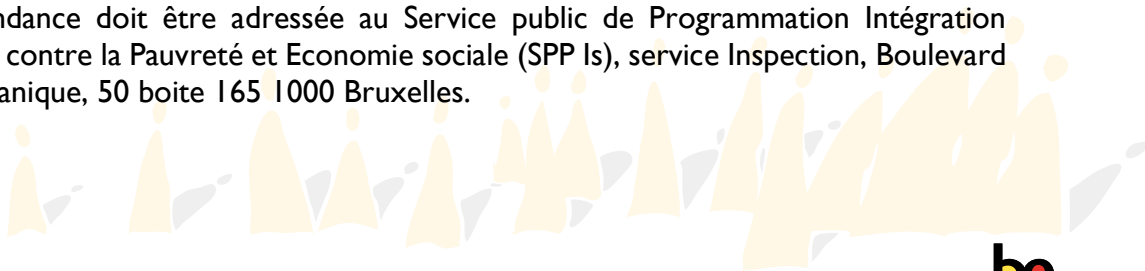 ndance doit être adressée au Service public de Programmation Intégration
contre la Pauvreté et Economie sociale (SPP Is), service Inspection, Boulevard
anique, 50 boite 165 1000 Bruxelles.
be